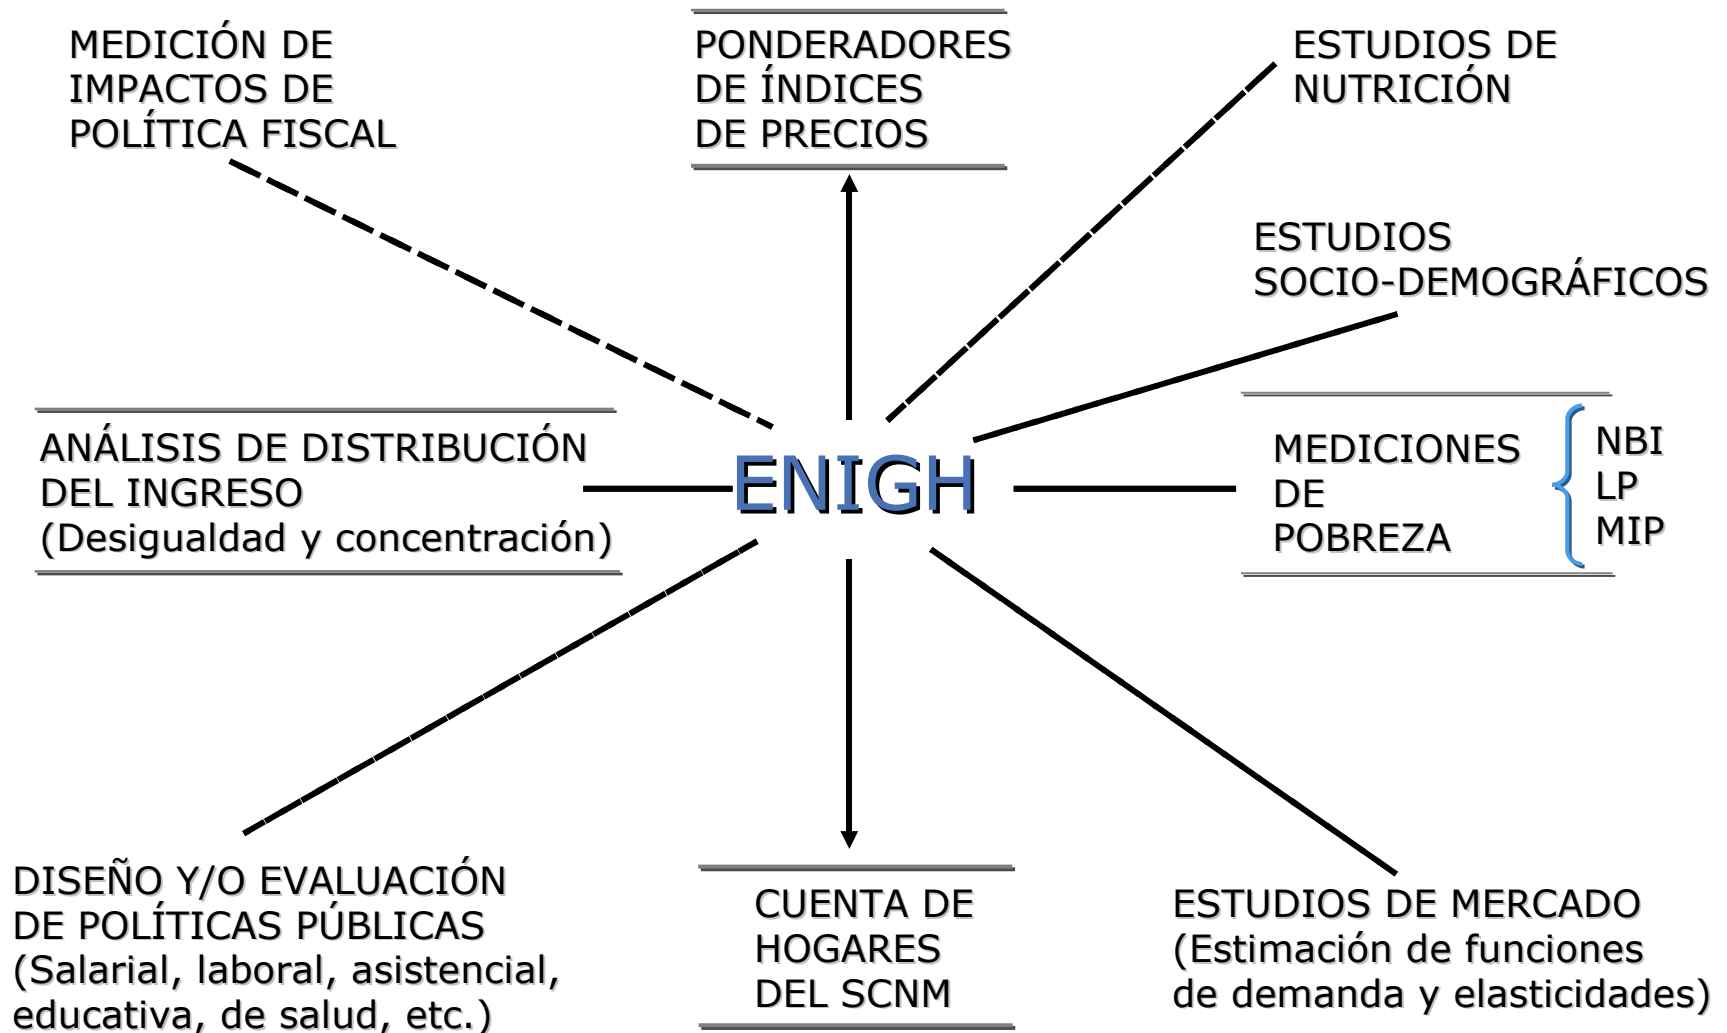 MEDICIÓN DE
IMPACTOS DE
POLÍTICA FISCAL
PONDERADORES
DE ÍNDICES
DE PRECIOS
ESTUDIOS DE
NUTRICIÓN
ESTUDIOS
SOCIO-DEMOGRÁFICOS
ANÁLISIS DE DISTRIBUCIÓN
DEL INGRESO
(Desigualdad y concentración)
ENIGH
MEDICIONES
DE
POBREZA
NBI
LP
MIP
DISEÑO Y/O EVALUACIÓN
DE POLÍTICAS PÚBLICAS
(Salarial, laboral, asistencial,
educativa, de salud, etc.)
CUENTA DE
HOGARES
DEL SCNM
ESTUDIOS DE MERCADO
(Estimación de funciones
de demanda y elasticidades)